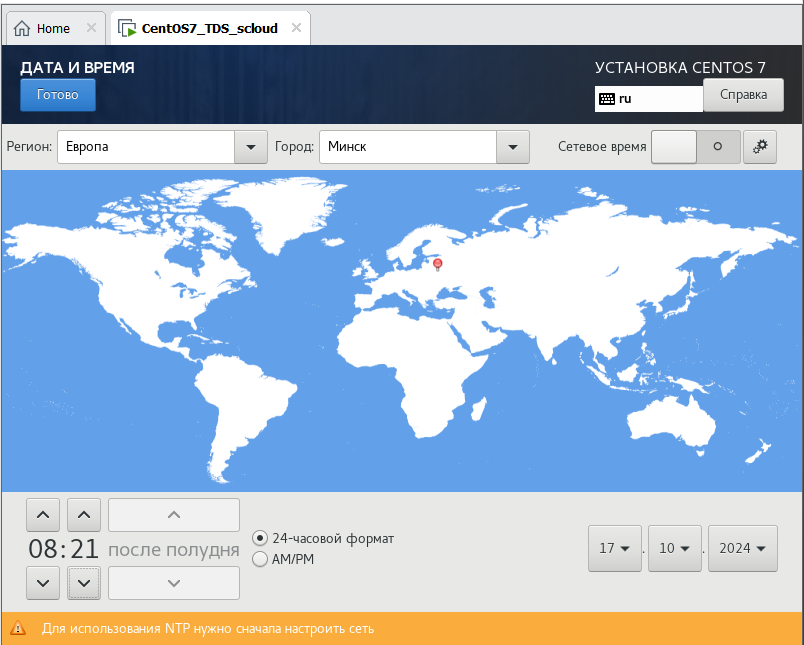 Home
CentOS7_TDS_scloud
ДАТА И ВРЕМЯ
УСТАНОВКА CENTOS 7
Готово
ru
Справка
Регион:
Европа
Город:
Минск
Сетевое время
08:21
после полудня
24-часовой формат
AM/PM
17 . 10 . 2024
Для использования NTP нужно сначала настроить сеть